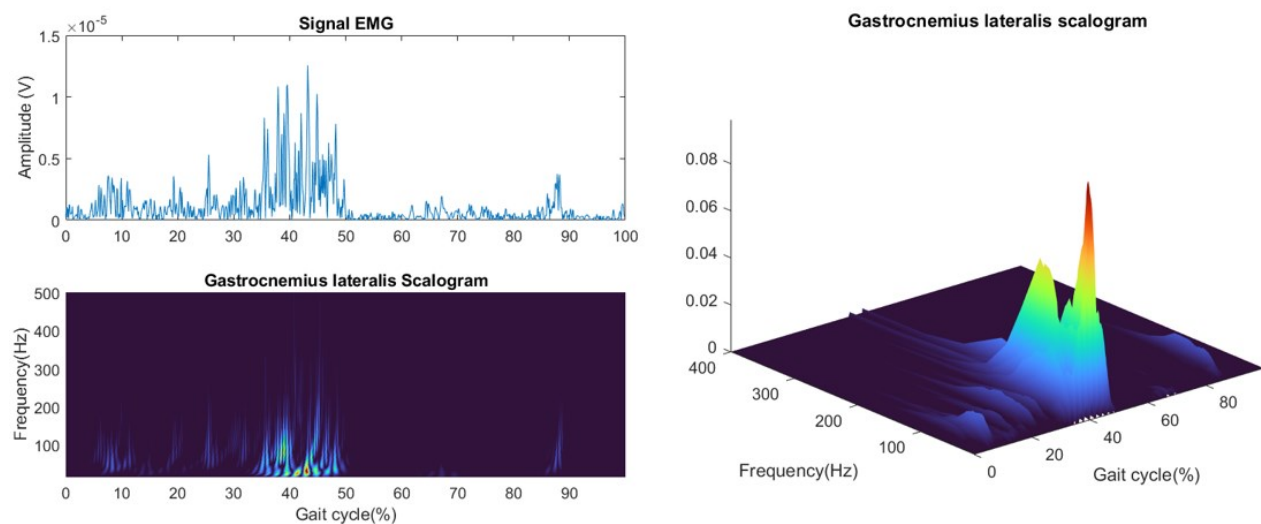 Signal EMG
×10⁻⁵
1.5
1
0.5
0
Amplitude (V)
0 10 20 30 40 50 60 70 80 90 100
Gastrocnemius lateralis Scalogram
500
400
300
200
100
Frequency(Hz)
0 10 20 30 40 50 60 70 80 90
Gait cycle(%)
Gastrocnemius lateralis scalogram
0.08
0.06
0.04
0.02
0
400
300
200
100
Frequency(Hz)
0 20 40 60 80
Gait cycle(%)